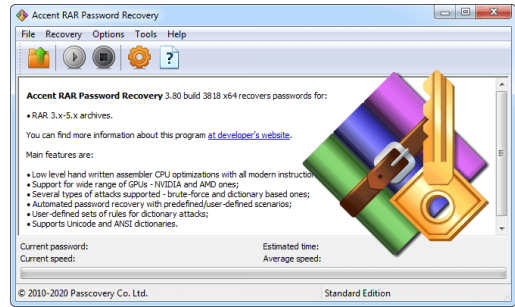 Accent RAR Password Recovery
File Recovery Options Tools Help
Accent RAR Password Recovery 3.80 build 3818 x64 recovers passwords for:
• RAR 3.x-5.x archives.
You can find more information about this program at developer's website.
Main features are:
• Low level hand written assembler CPU optimizations with all modern instruction
• Support for wide range of GPUs - NVIDIA and AMD ones;
• Several types of attacks supported - brute-force and dictionary based ones;
• Automated password recovery with predefined/user-defined scenarios;
• User-defined sets of rules for dictionary attacks;
• Supports Unicode and ANSI dictionaries.
Current password: Estimated time:
Current speed: Average speed:
© 2010-2020 Passcovery Co. Ltd. Standard Edition